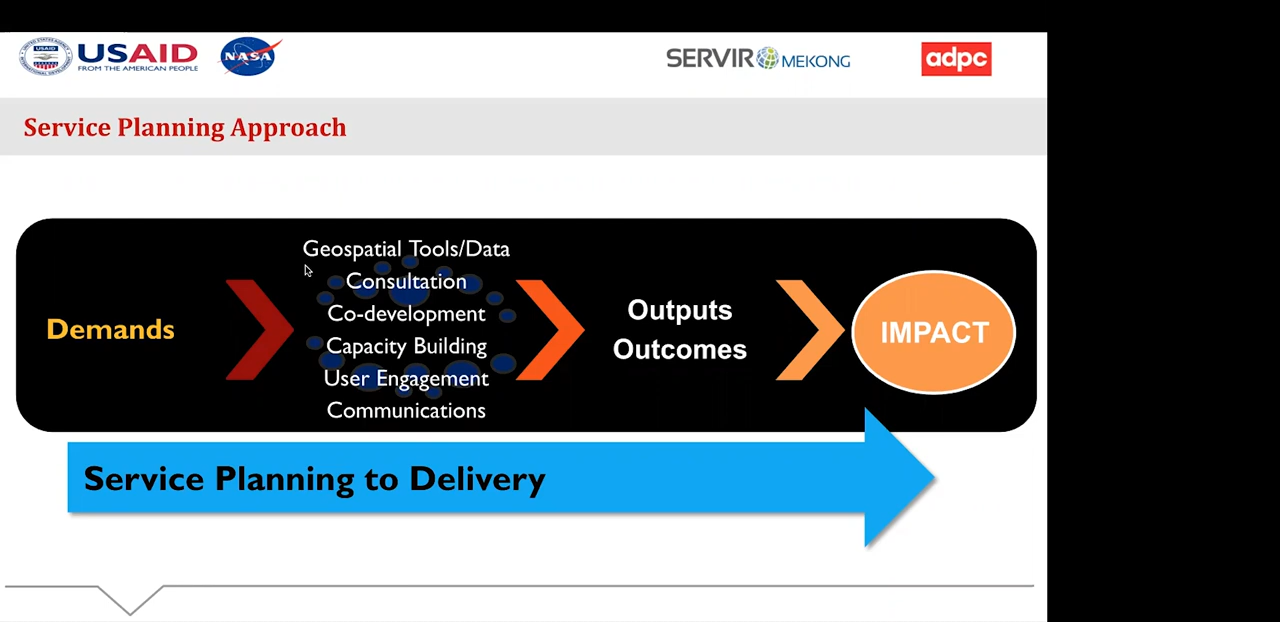 USAID
FROM THE AMERICAN PEOPLE
NASA
SERVIR MEKONG
adpc
Service Planning Approach
Demands
Geospatial Tools/Data
Consultation
Co-development
Capacity Building
User Engagement
Communications
Outputs
Outcomes
IMPACT
Service Planning to Delivery